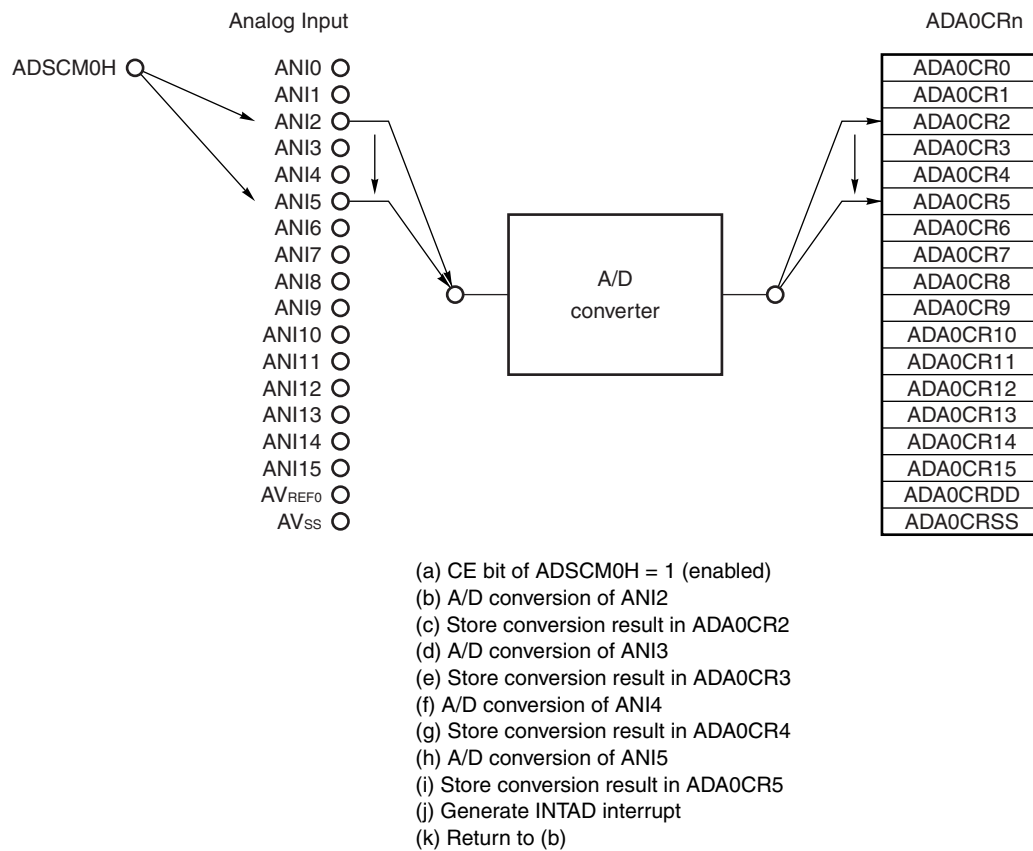 Analog Input
ADA0CRn
ADSCM0H
ANI0
ANI1
ANI2
ANI3
ANI4
ANI5
ANI6
ANI7
ANI8
ANI9
ANI10
ANI11
ANI12
ANI13
ANI14
ANI15
AVREF0
AVSS
A/D
converter
ADA0CR0
ADA0CR1
ADA0CR2
ADA0CR3
ADA0CR4
ADA0CR5
ADA0CR6
ADA0CR7
ADA0CR8
ADA0CR9
ADA0CR10
ADA0CR11
ADA0CR12
ADA0CR13
ADA0CR14
ADA0CR15
ADA0CRDD
ADA0CRSS
(a) CE bit of ADSCM0H = 1 (enabled)
(b) A/D conversion of ANI2
(c) Store conversion result in ADA0CR2
(d) A/D conversion of ANI3
(e) Store conversion result in ADA0CR3
(f) A/D conversion of ANI4
(g) Store conversion result in ADA0CR4
(h) A/D conversion of ANI5
(i) Store conversion result in ADA0CR5
(j) Generate INTAD interrupt
(k) Return to (b)